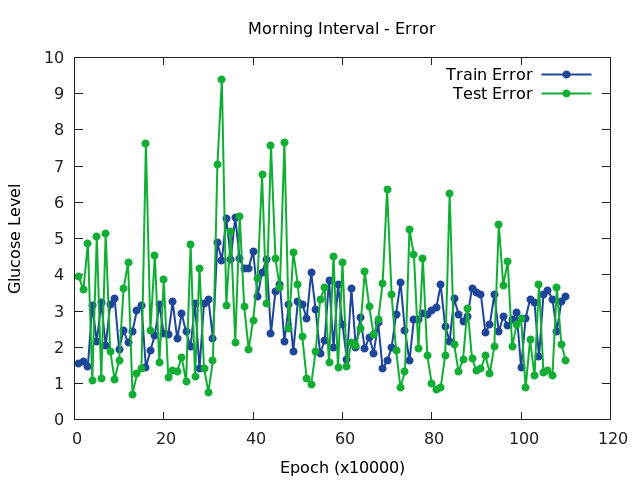 Morning Interval - Error
Train Error
Test Error
10
9
8
7
6
5
4
3
2
1
0
Glucose Level
0 20 40 60 80 100 120
Epoch (x10000)